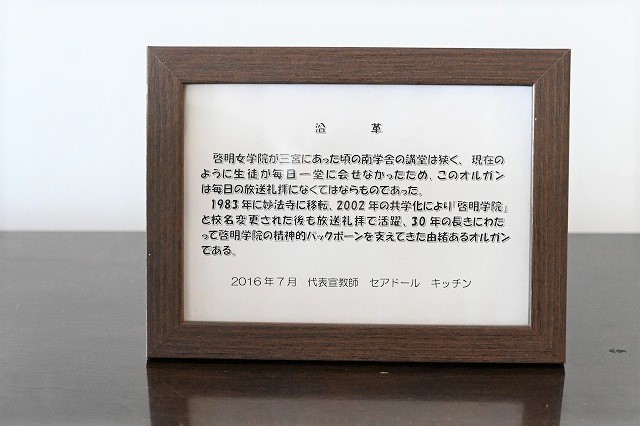 沿 革
啓明女学院が三宮にあった頃の南学舎の講堂は狭く、現在の
ように生徒が毎日一堂に会せなかったため、このオルガン
は毎日の放送礼拝になくてはならものであった。
1983年に妙法寺に移転、2002年の共学化により「啓明学院」
と校名変更された後も放送礼拝で活躍、30年の長きにわた
って啓明学院の精神的バックボーンを支えてきた由緒あるオルガン
である。
2016年7月 代表宣教師 セアドール キッチン